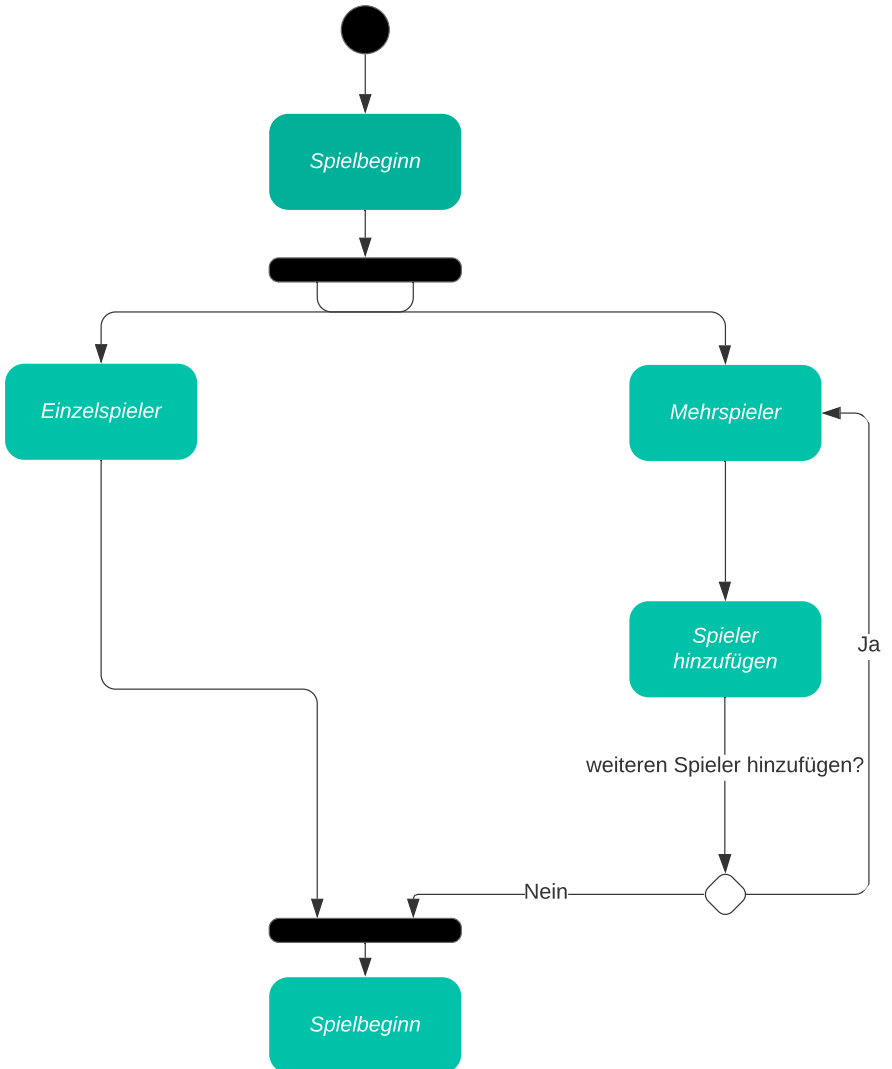 Spielbeginn
Einzelspieler
Mehrspieler
Spieler
hinzufügen
Ja
weiteren Spieler hinzufügen?
Nein
Spielbeginn